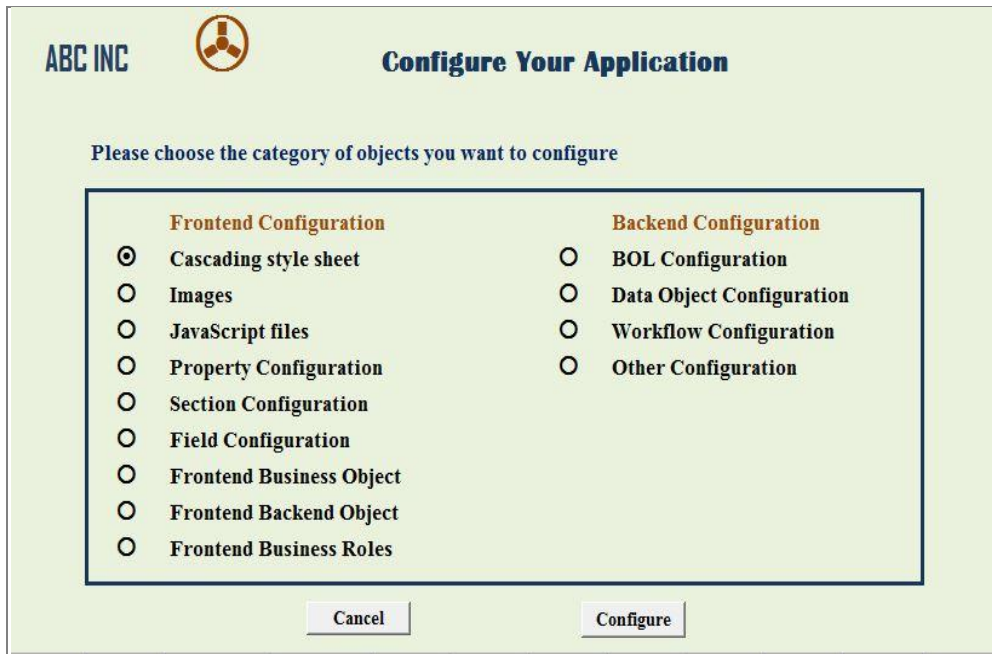 ABC INC
Configure Your Application
Please choose the category of objects you want to configure
Frontend Configuration
Cascading style sheet
Images
JavaScript files
Property Configuration
Section Configuration
Field Configuration
Frontend Business Object
Frontend Backend Object
Frontend Business Roles
Backend Configuration
BOL Configuration
Data Object Configuration
Workflow Configuration
Other Configuration
Cancel
Configure